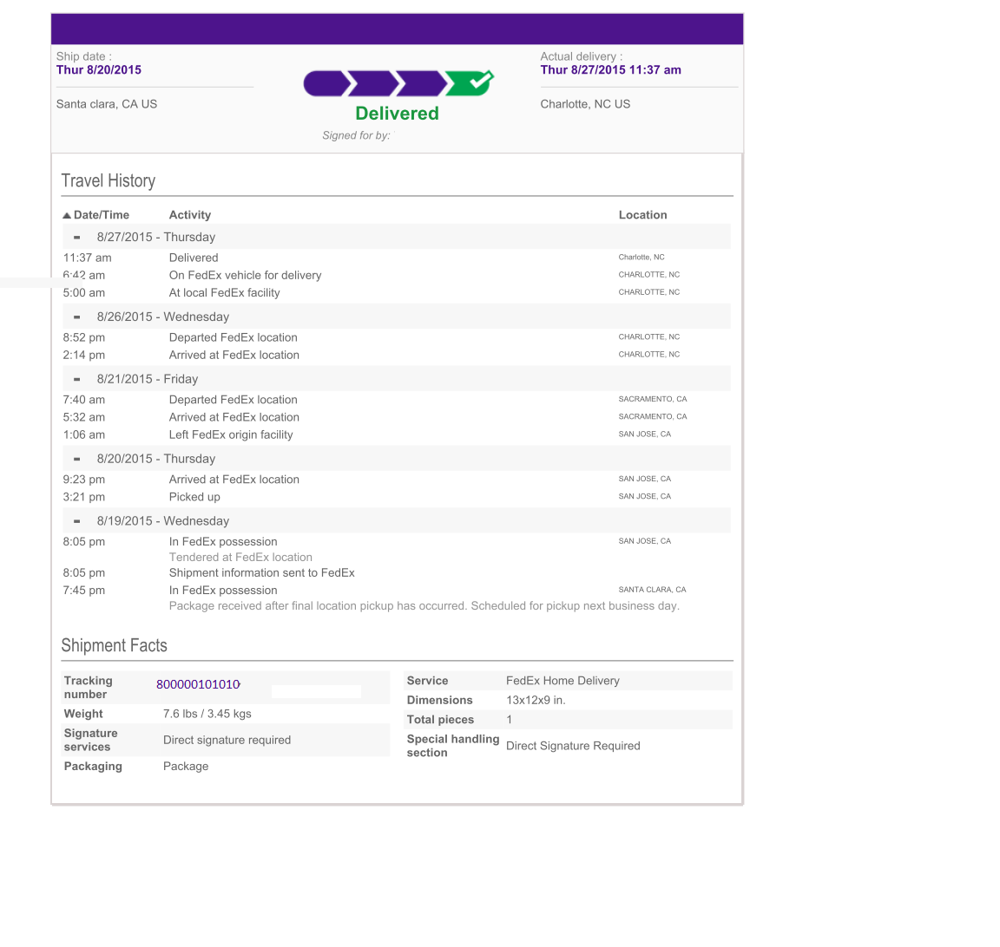 Ship date :
Thur 8/20/2015
Santa clara, CA US
Delivered
Signed for by:
Actual delivery :
Thur 8/27/2015 11:37 am
Charlotte, NC US
Travel History
Date/Time Activity Location
8/27/2015 - Thursday
11:37 am Delivered Charlotte, NC
6:42 am On FedEx vehicle for delivery CHARLOTTE, NC
5:00 am At local FedEx facility CHARLOTTE, NC
8/26/2015 - Wednesday
8:52 pm Departed FedEx location CHARLOTTE, NC
2:14 pm Arrived at FedEx location CHARLOTTE, NC
8/21/2015 - Friday
7:40 am Departed FedEx location SACRAMENTO, CA
5:32 am Arrived at FedEx location SACRAMENTO, CA
1:06 am Left FedEx origin facility SAN JOSE, CA
8/20/2015 - Thursday
9:23 pm Arrived at FedEx location SAN JOSE, CA
3:21 pm Picked up SAN JOSE, CA
8/19/2015 - Wednesday
8:05 pm In FedEx possession SAN JOSE, CA
Tendered at FedEx location
8:05 pm Shipment information sent to FedEx
7:45 pm In FedEx possession SANTA CLARA, CA
Package received after final location pickup has occurred. Scheduled for pickup next business day.
Shipment Facts
Tracking number 800000101010
Weight 7.6 lbs / 3.45 kgs
Signature services Direct signature required
Packaging Package
Service FedEx Home Delivery
Dimensions 13x12x9 in.
Total pieces 1
Special handling section Direct Signature Required